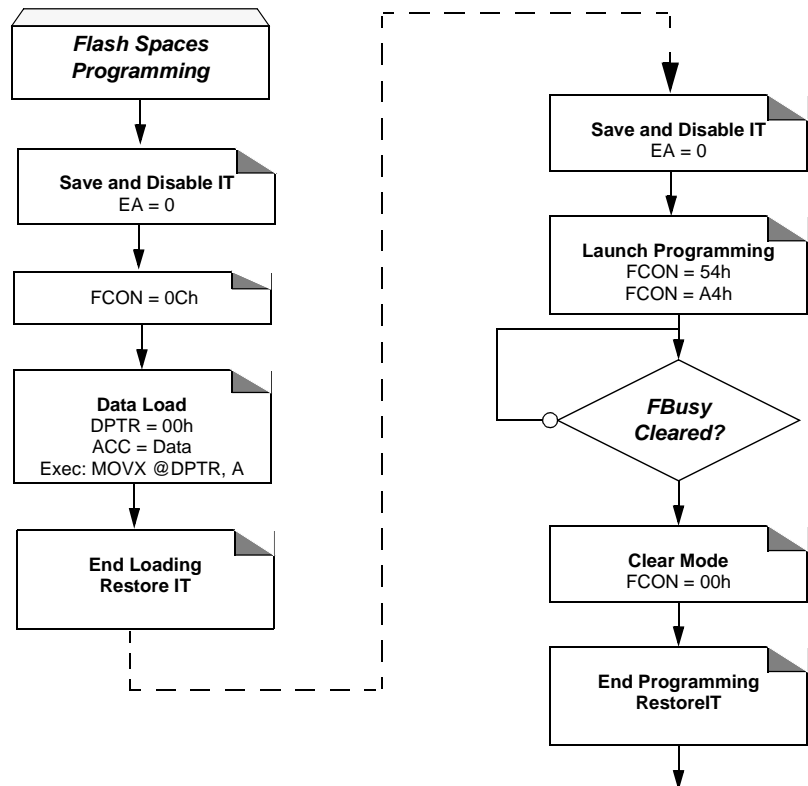 Flash Spaces
Programming
Save and Disable IT
EA = 0
FCON = 0Ch
Data Load
DPTR = 00h
ACC = Data
Exec: MOVX @DPTR, A
End Loading
Restore IT
Save and Disable IT
EA = 0
Launch Programming
FCON = 54h
FCON = A4h
FBusy
Cleared?
Clear Mode
FCON = 00h
End Programming
RestoreIT